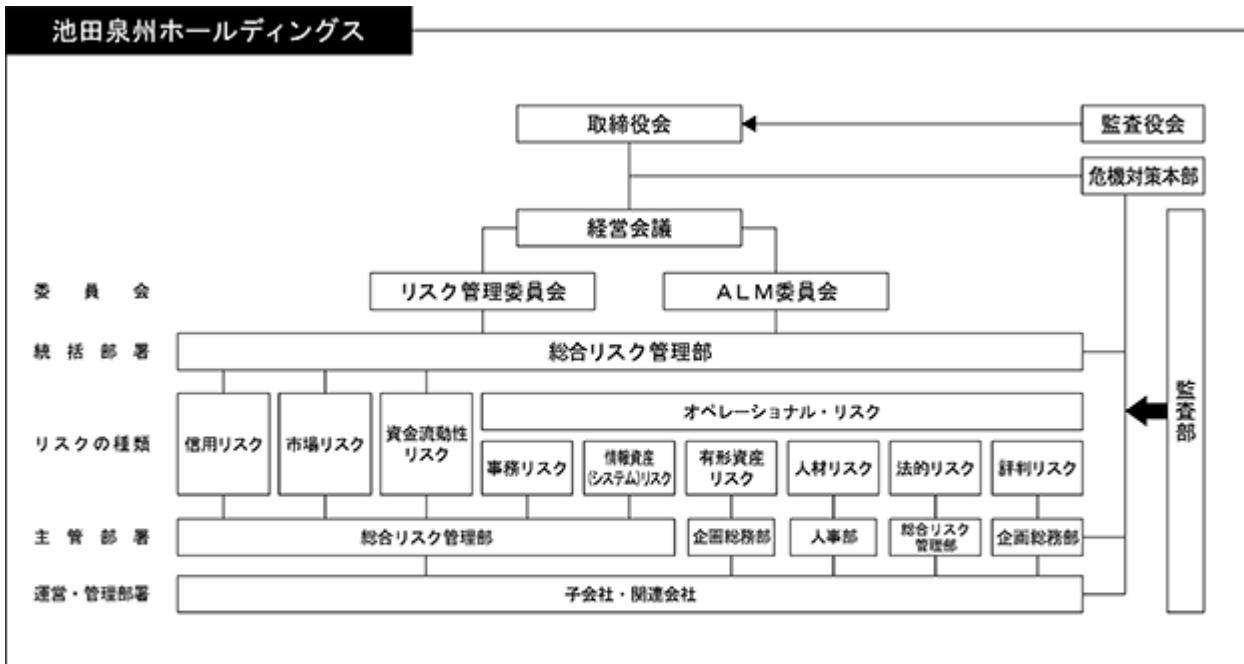 池田泉州ホールディングス
取締役会
監査役会
危機対策本部
経営会議
委員会
リスク管理委員会
ALM委員会
統括部署
総合リスク管理部
監査部
リスクの種類
信用リスク
市場リスク
資金流動性
リスク
オペレーショナル・リスク
事務リスク
情報資産
(システム)リスク
有形資産
リスク
人材リスク
法的リスク
評判リスク
主管部署
総合リスク管理部
企画総務部
人事部
総合リスク
管理部
企画総務部
運営・管理部署
子会社・関連会社